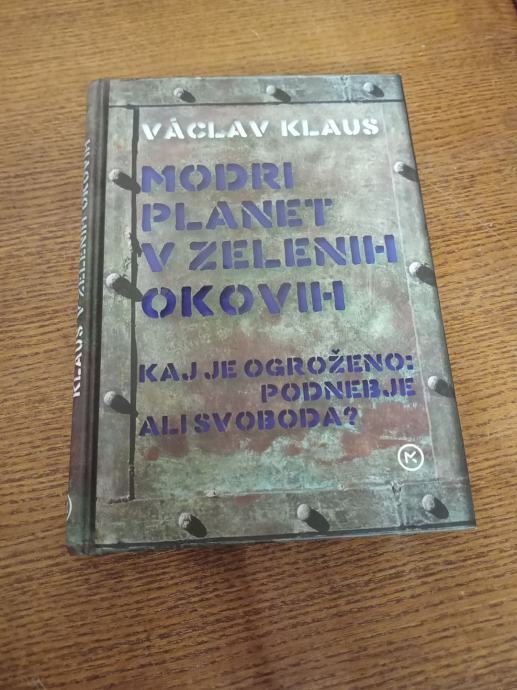 VÁCLAV KLAUS
MODRI
PLANET
V ZELENIH
OKOVIH
KAJ JE OGROŽENO:
PODNEBJE
ALI SVOBODA?
KLAUS V ZELENIH OKOVIH